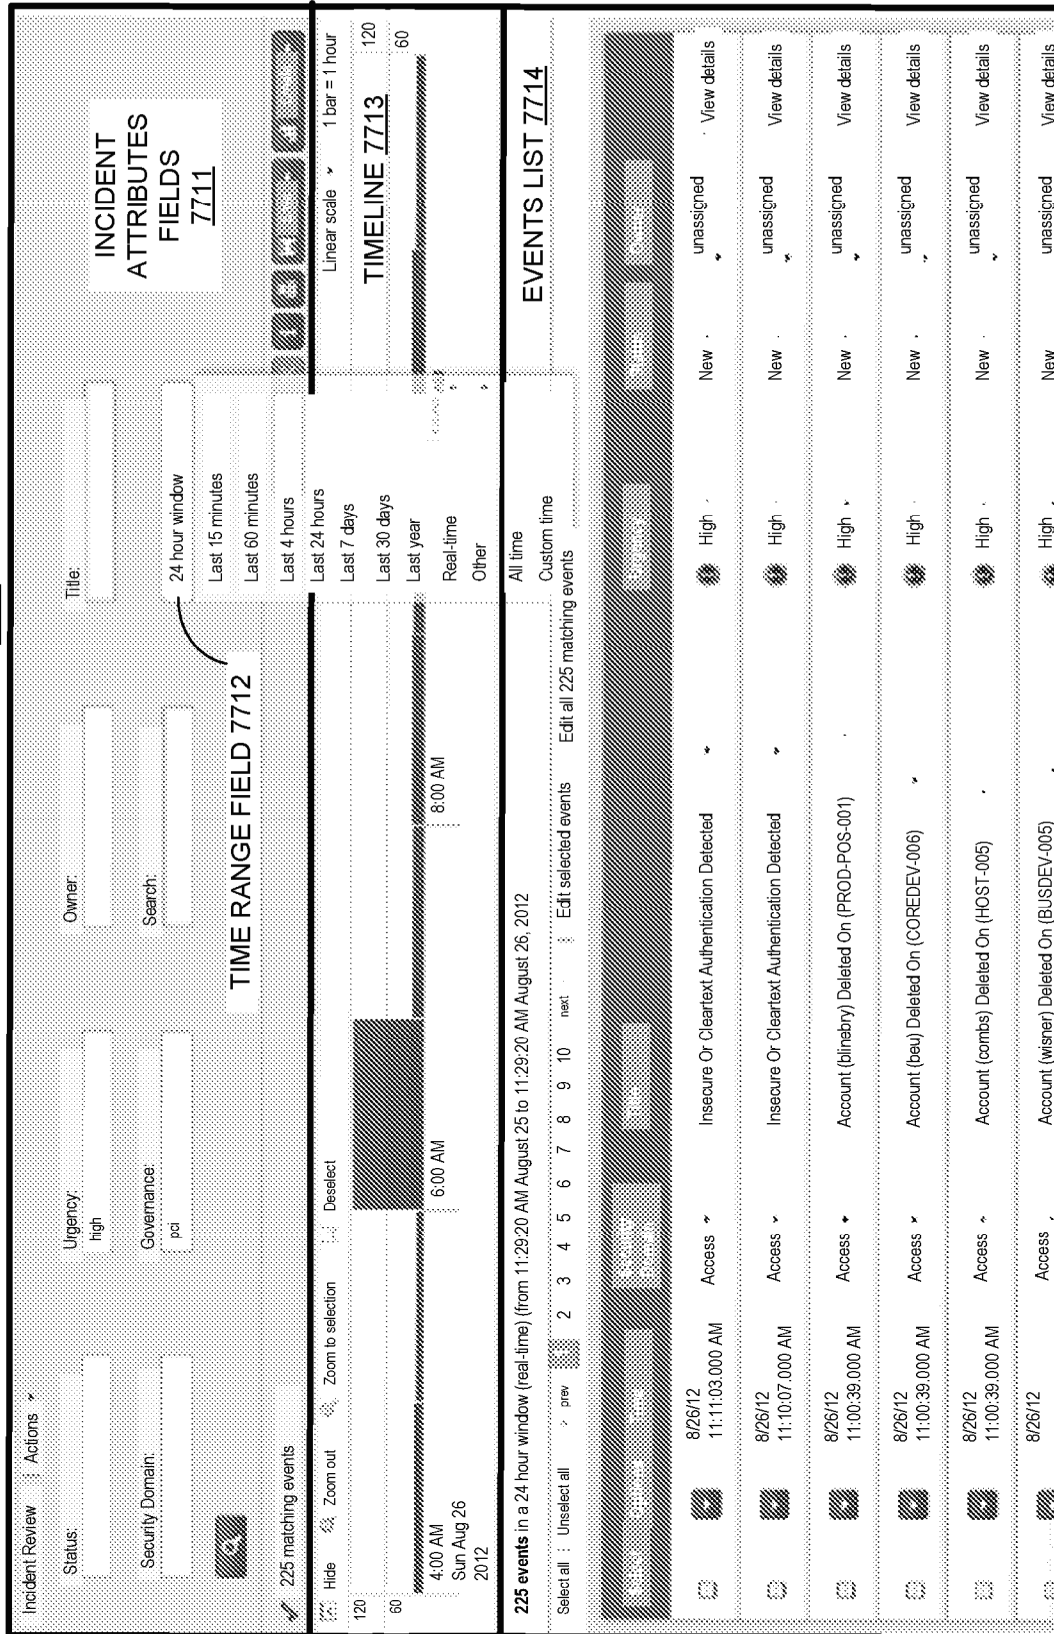 Incident Review
Actions
Status:
Urgency:
high
Owner:
Title:
Security Domain:
Governance:
pci
Search:
24 hour window
Last 15 minutes
Last 60 minutes
Last 4 hours
Last 24 hours
Last 7 days
Last 30 days
Last year
Real-time
Other
All time
Custom time
INCIDENT
ATTRIBUTES
FIELDS
7711
TIME RANGE FIELD 7712
225 matching events
Hide
Zoom out
Zoom to selection
Deselect
Linear scale
1 bar = 1 hour
TIMELINE 7713
120
60
120
60
4:00 AM
Sun Aug 26
2012
6:00 AM
8:00 AM
225 events in a 24 hour window (real-time) (from 11:29:20 AM August 25 to 11:29:20 AM August 26, 2012
EVENTS LIST 7714
Select all
Unselect all
prev
2 3 4 5 6 7 8 9 10 next
Edit selected events
Edit all 225 matching events
8/26/12
11:11:03.000 AM
Access
Insecure Or Cleartext Authentication Detected
High
New
unassigned
View details
8/26/12
11:10:07.000 AM
Access
Insecure Or Cleartext Authentication Detected
High
New
unassigned
View details
8/26/12
11:00:39.000 AM
Access
Account (blinebry) Deleted On (PROD-POS-001)
High
New
unassigned
View details
8/26/12
11:00:39.000 AM
Access
Account (beu) Deleted On (COREDEV-006)
High
New
unassigned
View details
8/26/12
11:00:39.000 AM
Access
Account (combs) Deleted On (HOST-005)
High
New
unassigned
View details
8/26/12
Access
Account (wisner) Deleted On (BUSDEV-005)
High
New
unassigned
View details